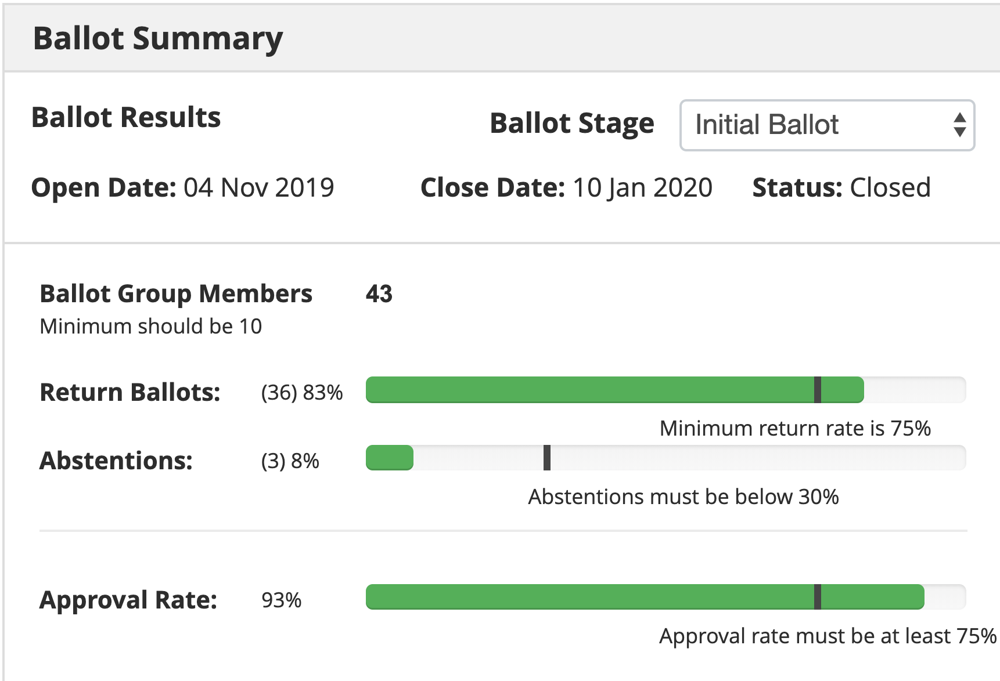 Ballot Summary
Ballot Results
Ballot Stage Initial Ballot
Open Date: 04 Nov 2019 Close Date: 10 Jan 2020 Status: Closed
Ballot Group Members 43
Minimum should be 10
Return Ballots: (36) 83%
Minimum return rate is 75%
Abstentions: (3) 8%
Abstentions must be below 30%
Approval Rate: 93%
Approval rate must be at least 75%